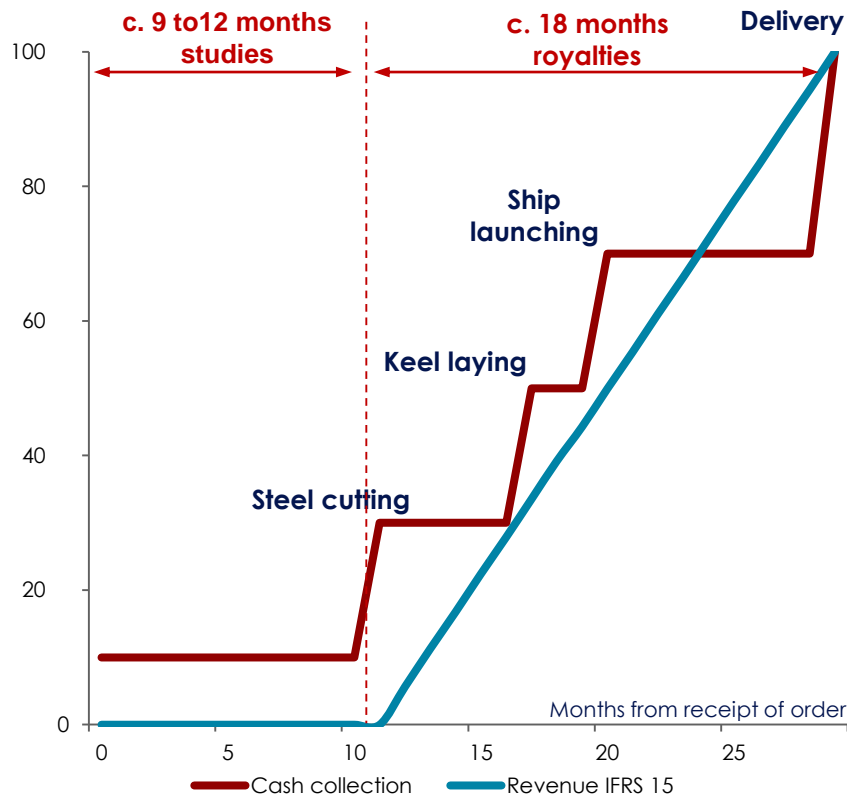 c. 9 to12 months
studies
c. 18 months
royalties
Delivery
100
80
60
40
20
0
Ship
launching
Keel laying
Steel cutting
Months from receipt of order
0 5 10 15 20 25
Cash collection Revenue IFRS 15